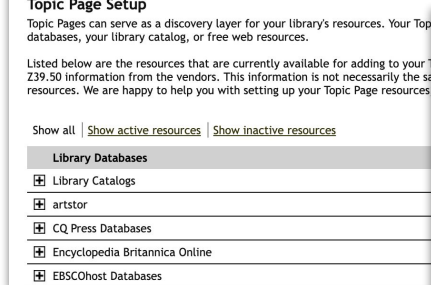 Topic Page Setup
Topic Pages can serve as a discovery layer for your library's resources. Your Top
databases, your library catalog, or free web resources.
Listed below are the resources that are currently available for adding to your T
Z39.50 information from the vendors. This information is not necessarily the sa
resources. We are happy to help you with setting up your Topic Page resources
Show all | Show active resources | Show inactive resources
Library Databases
Library Catalogs
artstor
CQ Press Databases
Encyclopedia Britannica Online
EBSCOhost Databases